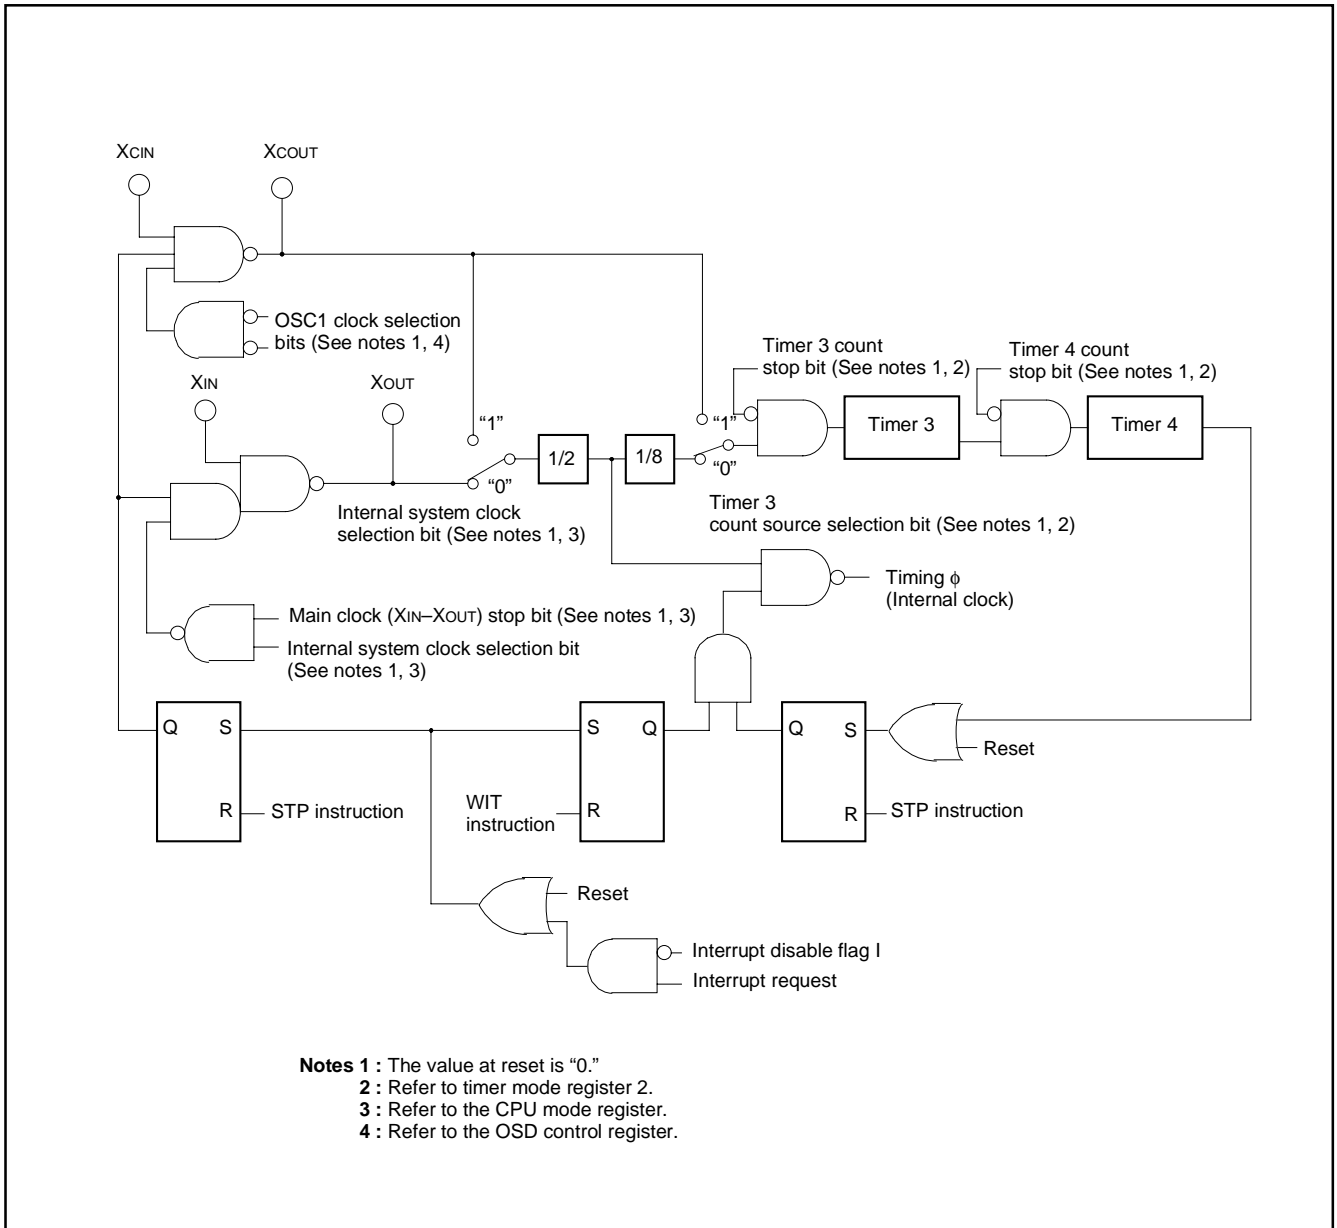 XCIN
XCOUT
OSC1 clock selection
bits (See notes 1, 4)
XIN
XOUT
“1”
“0”
Internal system clock
selection bit (See notes 1, 3)
1/2
1/8
“1”
“0”
Timer 3 count
stop bit (See notes 1, 2)
Timer 4 count
stop bit (See notes 1, 2)
Timer 3
Timer 4
Timer 3
count source selection bit (See notes 1, 2)
Timing ϕ
(Internal clock)
Main clock (XIN–XOUT) stop bit (See notes 1, 3)
Internal system clock selection bit
(See notes 1, 3)
Q S
R
STP instruction
S Q
R
WIT
instruction
Q S
R
Reset
STP instruction
Reset
Interrupt disable flag I
Interrupt request
Notes 1 : The value at reset is “0.”
2 : Refer to timer mode register 2.
3 : Refer to the CPU mode register.
4 : Refer to the OSD control register.